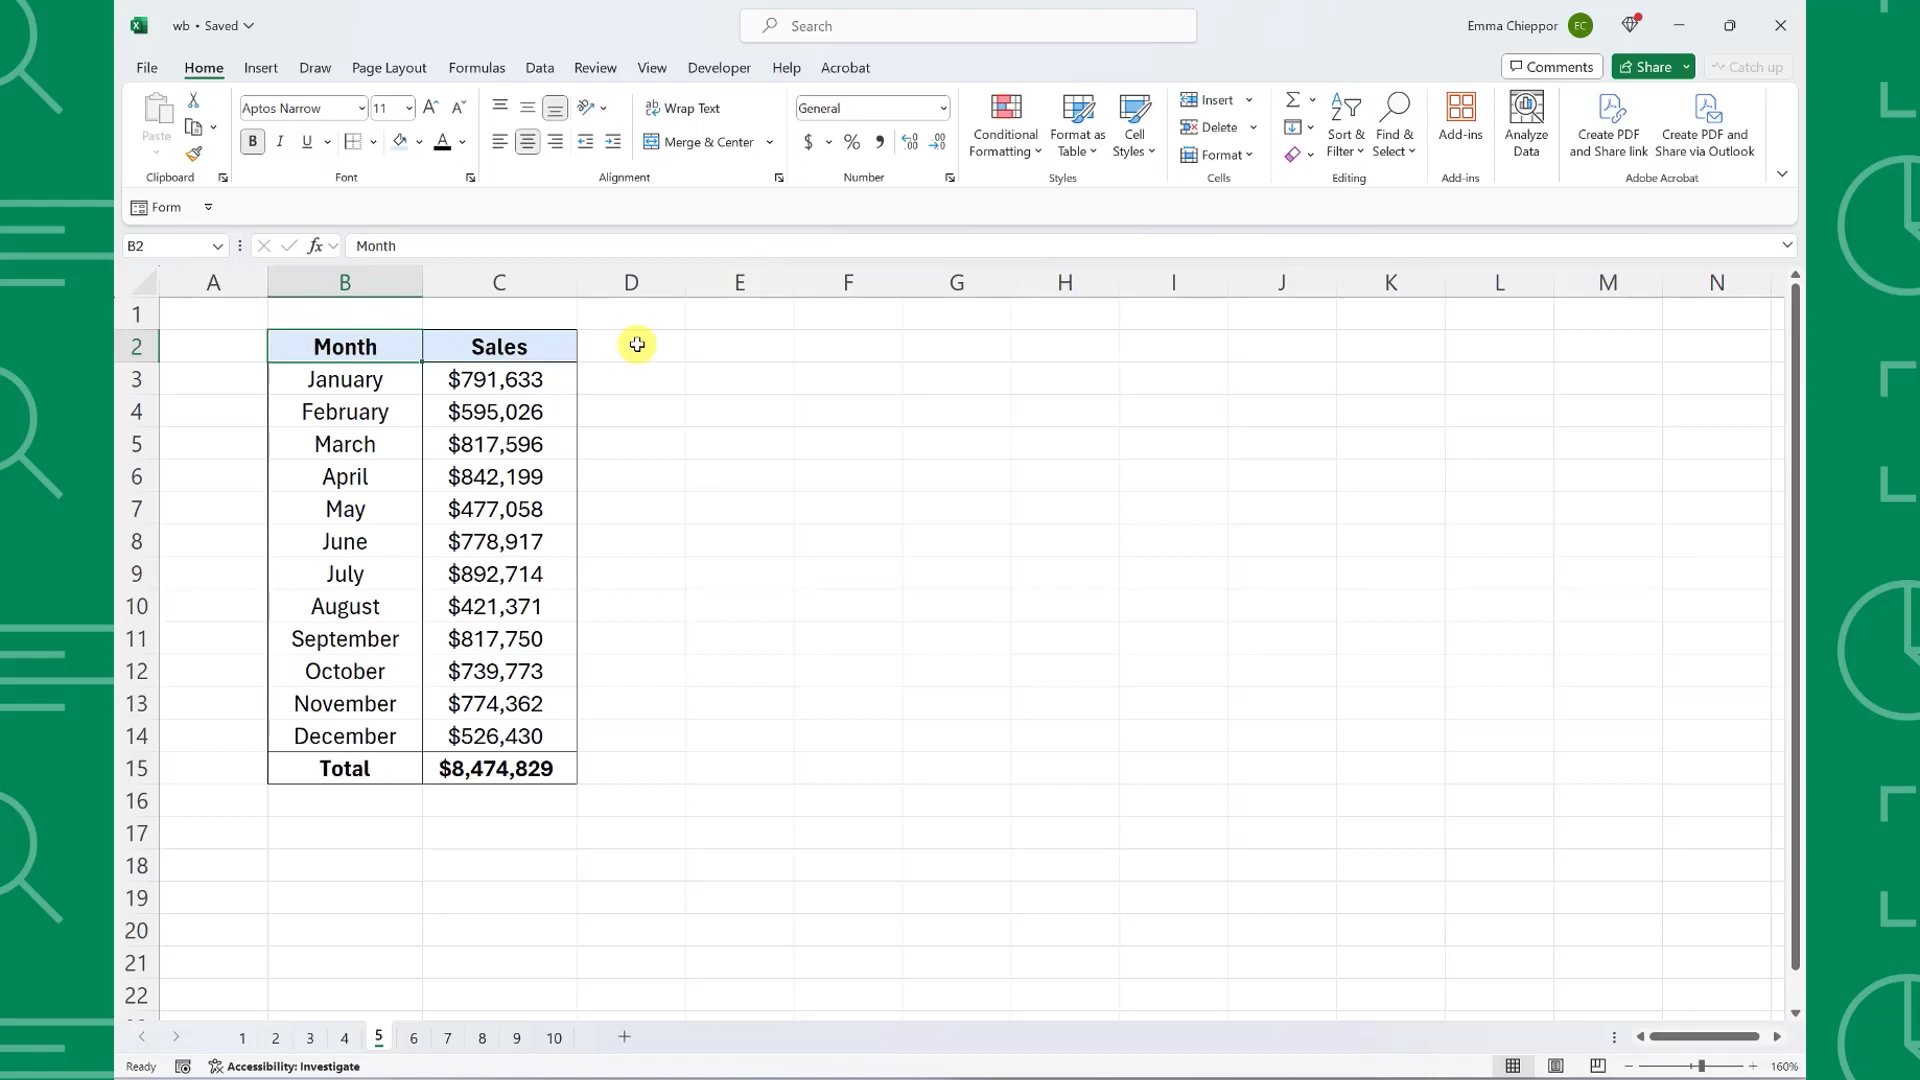 wb • Saved
Search
Emma Chieppor EC
File Home Insert Draw Page Layout Formulas Data Review View Developer Help Acrobat
Comments Share Catch up
Paste
Clipboard
Aptos Narrow 11
B I U
Font
Wrap Text
Merge & Center
Alignment
General
$ % ,
Number
Conditional Formatting
Format as Table
Cell Styles
Styles
Insert
Delete
Format
Cells
Sort & Filter
Find & Select
Editing
Add-ins
Add-ins
Analyze Data
Create PDF and Share link
Create PDF and Share via Outlook
Adobe Acrobat
Form
B2 fx Month
A B C D E F G H I J K L M N
1
2 Month Sales
3 January $791,633
4 February $595,026
5 March $817,596
6 April $842,199
7 May $477,058
8 June $778,917
9 July $892,714
10 August $421,371
11 September $817,750
12 October $739,773
13 November $774,362
14 December $526,430
15 Total $8,474,829
16
17
18
19
20
21
22
1 2 3 4 5 6 7 8 9 10
Ready Accessibility: Investigate 160%